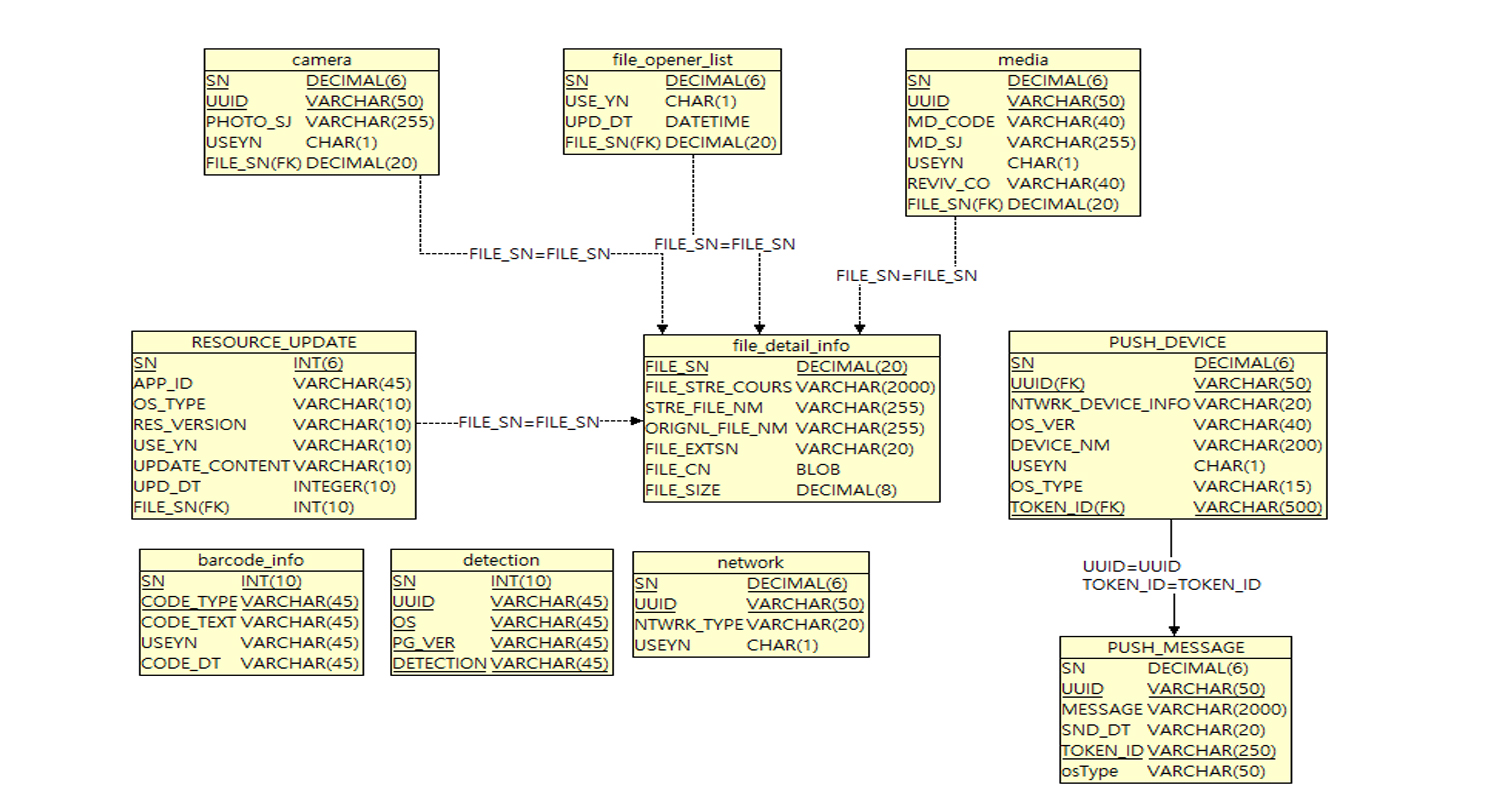 camera
SN DECIMAL(6)
UUID VARCHAR(50)
PHOTO_SJ VARCHAR(255)
USEYN CHAR(1)
FILE_SN(FK) DECIMAL(20)
file_opener_list
SN DECIMAL(6)
USE_YN CHAR(1)
UPD_DT DATETIME
FILE_SN(FK) DECIMAL(20)
media
SN DECIMAL(6)
UUID VARCHAR(50)
MD_CODE VARCHAR(40)
MD_SJ VARCHAR(255)
USEYN CHAR(1)
REVIV_CO VARCHAR(40)
FILE_SN(FK) DECIMAL(20)
FILE_SN=FILE_SN
FILE_SN=FILE_SN
FILE_SN=FILE_SN
RESOURCE_UPDATE
SN INT(6)
APP_ID VARCHAR(45)
OS_TYPE VARCHAR(10)
RES_VERSION VARCHAR(10)
USE_YN VARCHAR(10)
UPDATE_CONTENT VARCHAR(10)
UPD_DT INTEGER(10)
FILE_SN(FK) INT(10)
FILE_SN=FILE_SN
file_detail_info
FILE_SN DECIMAL(20)
FILE_STRE_COURS VARCHAR(2000)
STRE_FILE_NM VARCHAR(255)
ORIGNL_FILE_NM VARCHAR(255)
FILE_EXTSN VARCHAR(20)
FILE_CN BLOB
FILE_SIZE DECIMAL(8)
PUSH_DEVICE
SN DECIMAL(6)
UUID(FK) VARCHAR(50)
NTWRK_DEVICE_INFO VARCHAR(20)
OS_VER VARCHAR(40)
DEVICE_NM VARCHAR(200)
USEYN CHAR(1)
OS_TYPE VARCHAR(15)
TOKEN_ID(FK) VARCHAR(500)
barcode_info
SN INT(10)
CODE_TYPE VARCHAR(45)
CODE_TEXT VARCHAR(45)
USEYN VARCHAR(45)
CODE_DT VARCHAR(45)
detection
SN INT(10)
UUID VARCHAR(45)
OS VARCHAR(45)
PG_VER VARCHAR(45)
DETECTION VARCHAR(45)
network
SN DECIMAL(6)
UUID VARCHAR(50)
NTWRK_TYPE VARCHAR(20)
USEYN CHAR(1)
UUID=UUID
TOKEN_ID=TOKEN_ID
PUSH_MESSAGE
SN DECIMAL(6)
UUID VARCHAR(50)
MESSAGE VARCHAR(2000)
SND_DT VARCHAR(20)
TOKEN_ID VARCHAR(250)
osType VARCHAR(50)